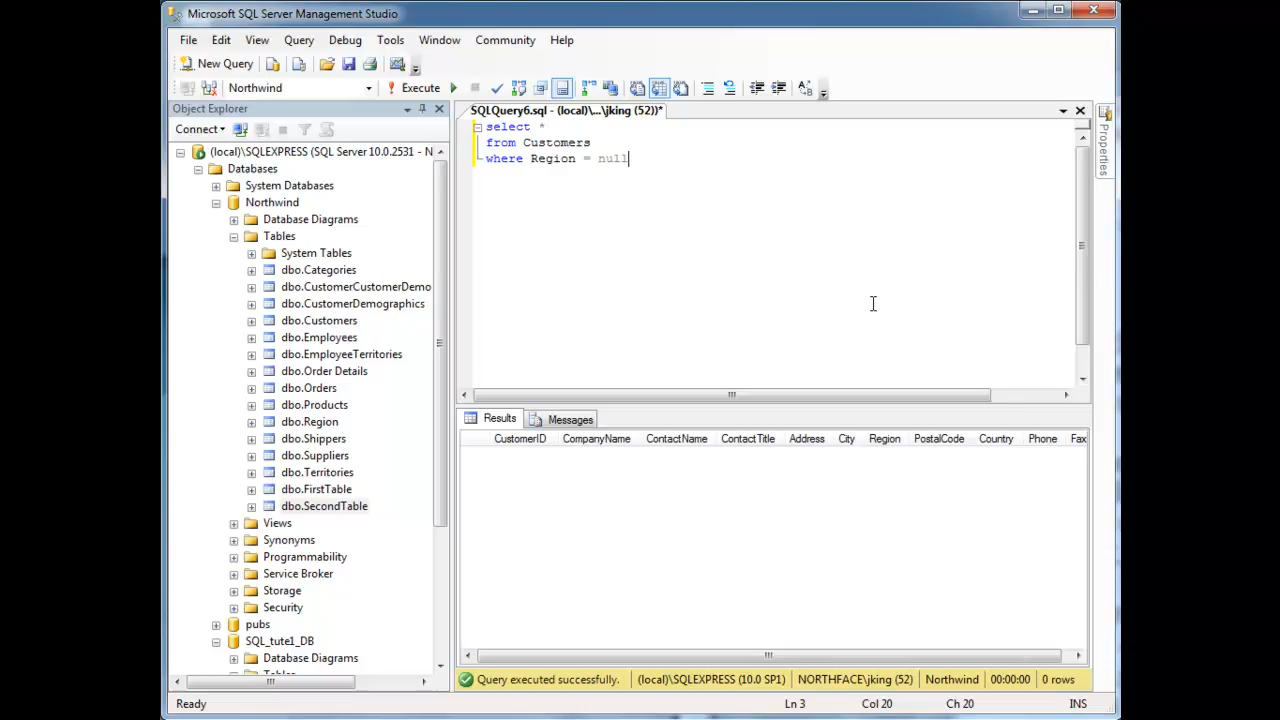 Microsoft SQL Server Management Studio
File Edit View Query Debug Tools Window Community Help
New Query
Northwind Execute
Object Explorer
SQLQuery6.sql - (local)\...\jking (52))*
Connect
(local)\SQLEXPRESS (SQL Server 10.0.2531 - N
Databases
System Databases
Northwind
Database Diagrams
Tables
System Tables
dbo.Categories
dbo.CustomerCustomerDemo
dbo.CustomerDemographics
dbo.Customers
dbo.Employees
dbo.EmployeeTerritories
dbo.Order Details
dbo.Orders
dbo.Products
dbo.Region
dbo.Shippers
dbo.Suppliers
dbo.Territories
dbo.FirstTable
dbo.SecondTable
Views
Synonyms
Programmability
Service Broker
Storage
Security
pubs
SQL_tute1_DB
Database Diagrams
select *
from Customers
where Region = null
Properties
Results Messages
CustomerID CompanyName ContactName ContactTitle Address City Region PostalCode Country Phone Fax
Query executed successfully. (local)\SQLEXPRESS (10.0 SP1) NORTHFACE\jking (52) Northwind 00:00:00 0 rows
Ready Ln 3 Col 20 Ch 20 INS